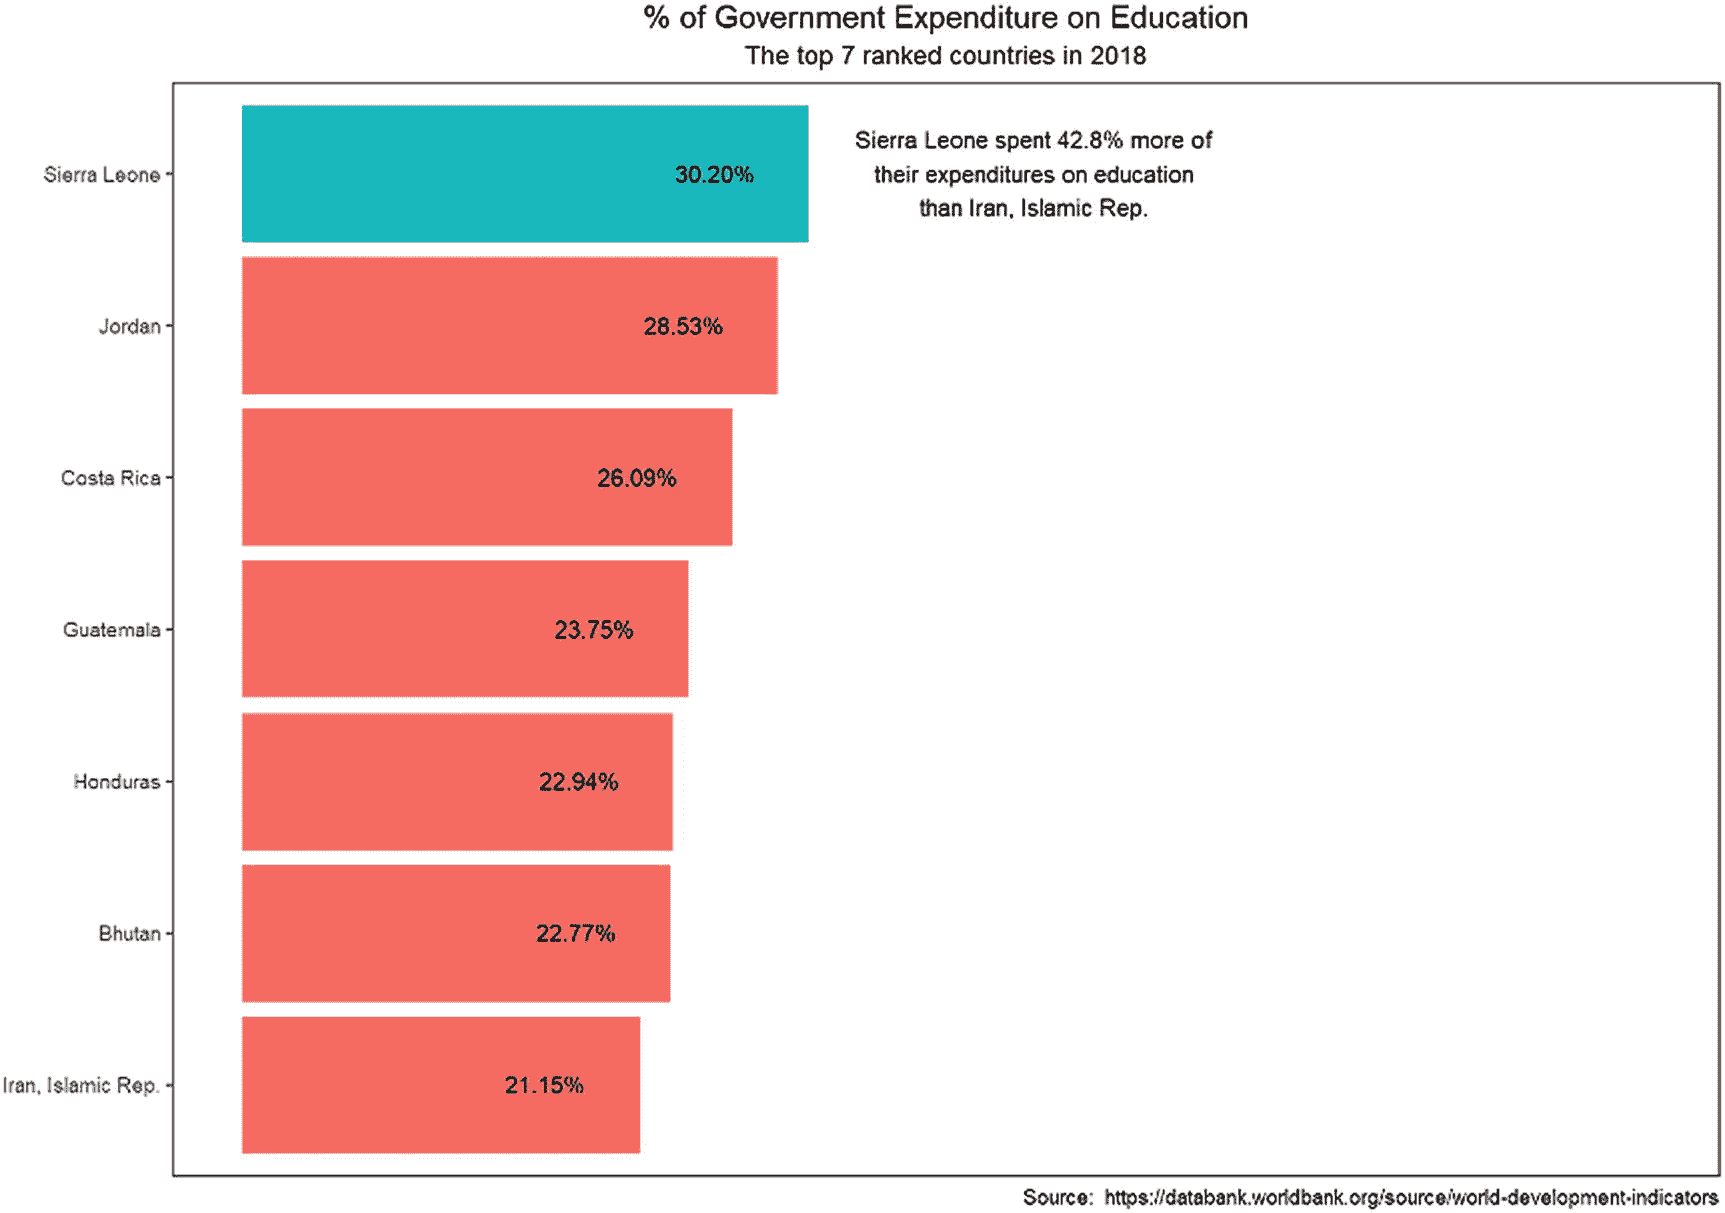 % of Government Expenditure on Education
The top 7 ranked countries in 2018
Sierra Leone
30.20%
Sierra Leone spent 42.8% more of
their expenditures on education
than Iran, Islamic Rep.
Jordan
28.53%
Costa Rica
26.09%
Guatemala
23.75%
Honduras
22.94%
Bhutan
22.77%
Iran, Islamic Rep.
21.15%
Source: https://databank.worldbank.org/source/world-development-indicators